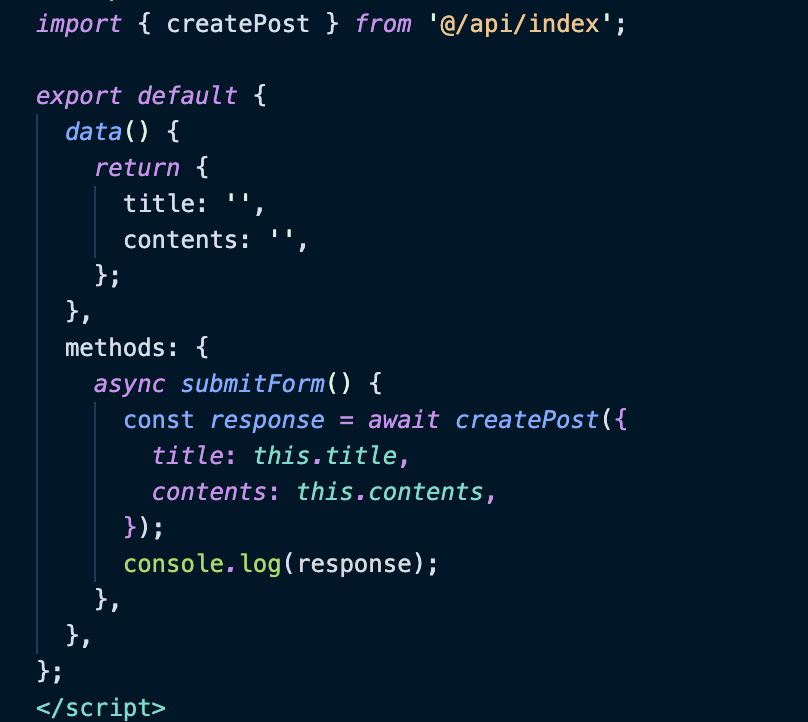 import { createPost } from '@/api/index';
export default {
data() {
return {
title: '',
contents: '',
};
},
methods: {
async submitForm() {
const response = await createPost({
title: this.title,
contents: this.contents,
});
console.log(response);
},
},
};
</script>